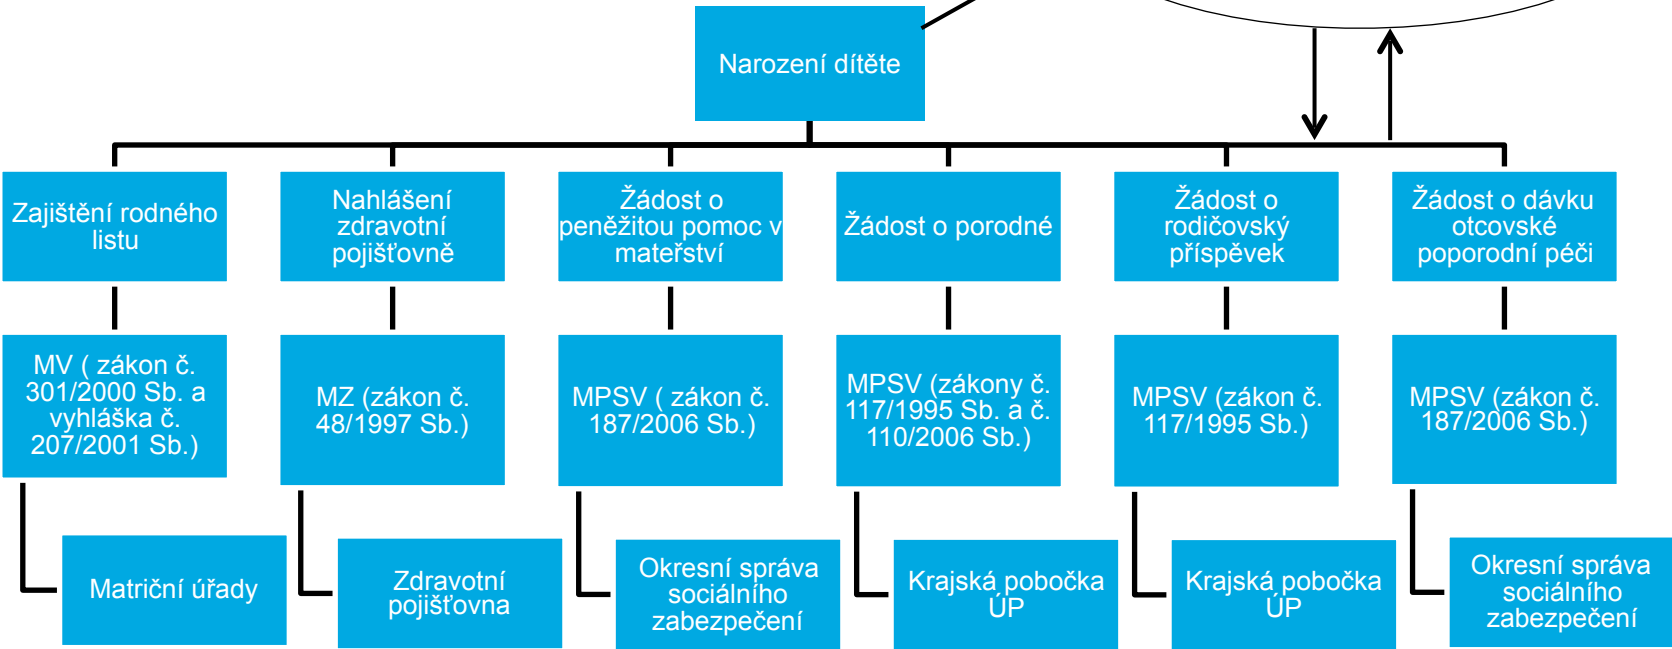 Narození dítěte
Zajištění rodného
listu
Nahlášení
zdravotní
pojišťovně
Žádost o
peněžitou pomoc v
mateřství
Žádost o porodné
Žádost o
rodičovský
příspěvek
Žádost o dávku
otcovské
poporodní péči
MV ( zákon č.
301/2000 Sb. a
vyhláška č.
207/2001 Sb.)
MZ (zákon č.
48/1997 Sb.)
MPSV ( zákon č.
187/2006 Sb.)
MPSV (zákony č.
117/1995 Sb. a č.
110/2006 Sb.)
MPSV (zákon č.
117/1995 Sb.)
MPSV (zákon č.
187/2006 Sb.)
Matriční úřady
Zdravotní
pojišťovna
Okresní správa
sociálního
zabezpečení
Krajská pobočka
ÚP
Krajská pobočka
ÚP
Okresní správa
sociálního
zabezpečení